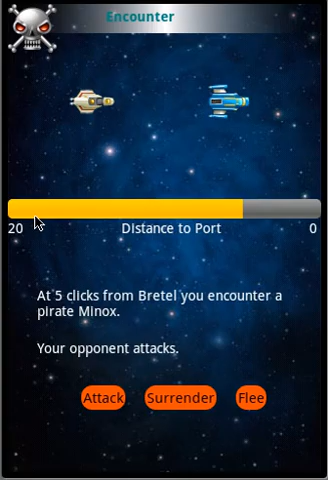 Encounter
20 Distance to Port 0
At 5 clicks from Bretel you encounter a
pirate Minox.
Your opponent attacks.
Attack Surrender Flee